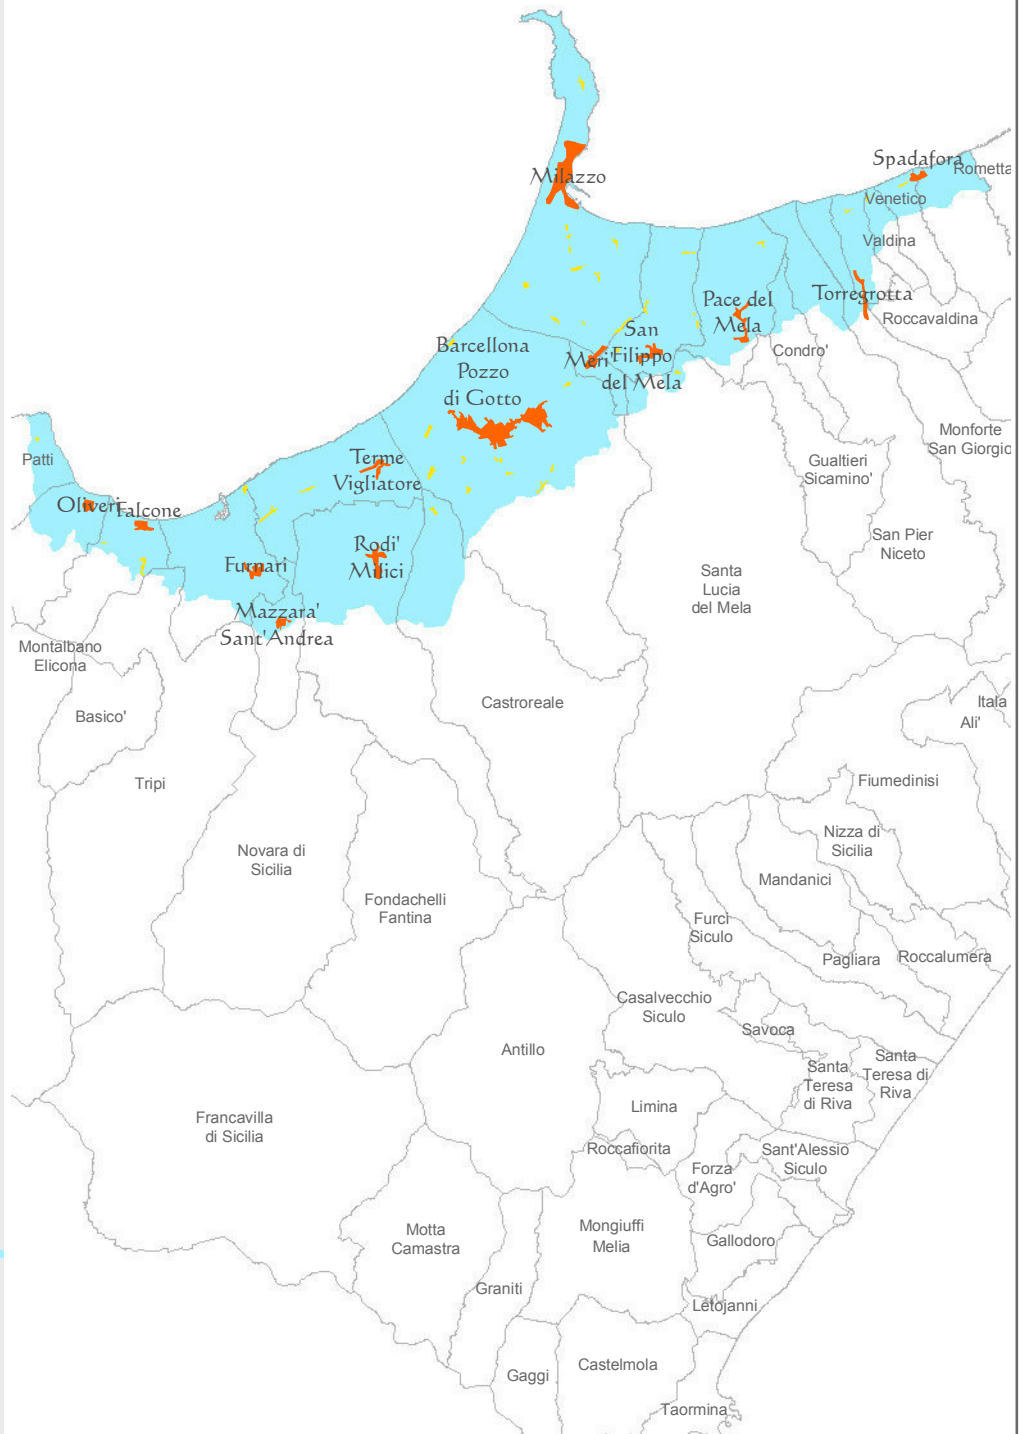 Spadafora
Rometta
Milazzo
Venetico
Valdina
Torregrotta
Roccavaldina
Pace del
Mela
San
Filippo
del Mela
Meri'
Condro'
Barcellona
Pozzo
di Gotto
Monforte
San Giorgio
Gualtieri
Sicamino'
San Pier
Niceto
Patti
Terme
Vigliatore
Oliveri
Falcone
Furnari
Rodi'
Milici
Mazzara'
Sant'Andrea
Santa
Lucia
del Mela
Montalbano
Elicona
Basico'
Castroreale
Itala
Ali'
Tripi
Fiumedinisi
Novara di
Sicilia
Nizza di
Sicilia
Mandanici
Fondachelli
Fantina
Furci
Siculo
Pagliara
Roccalumera
Casalvecchio
Siculo
Savoca
Antillo
Santa
Teresa
di Riva
Santa
Teresa di
Riva
Limina
Francavilla
di Sicilia
Roccafiorita
Forza
d'Agro'
Sant'Alessio
Siculo
Motta
Camastra
Mongiuffi
Melia
Gallodoro
Graniti
Letojanni
Gaggi
Castelmola
Taormina